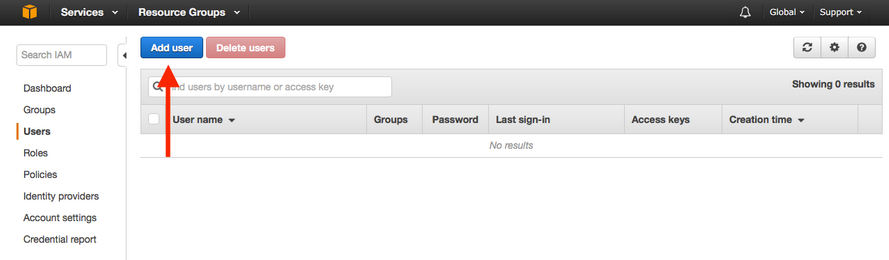 Services Resource Groups Global Support
Search IAM Add user Delete users
Dashboard
Groups
Users
Roles
Policies
Identity providers
Account settings
Credential report
ind users by username or access key Showing 0 results
User name Groups Password Last sign-in Access keys Creation time
No results